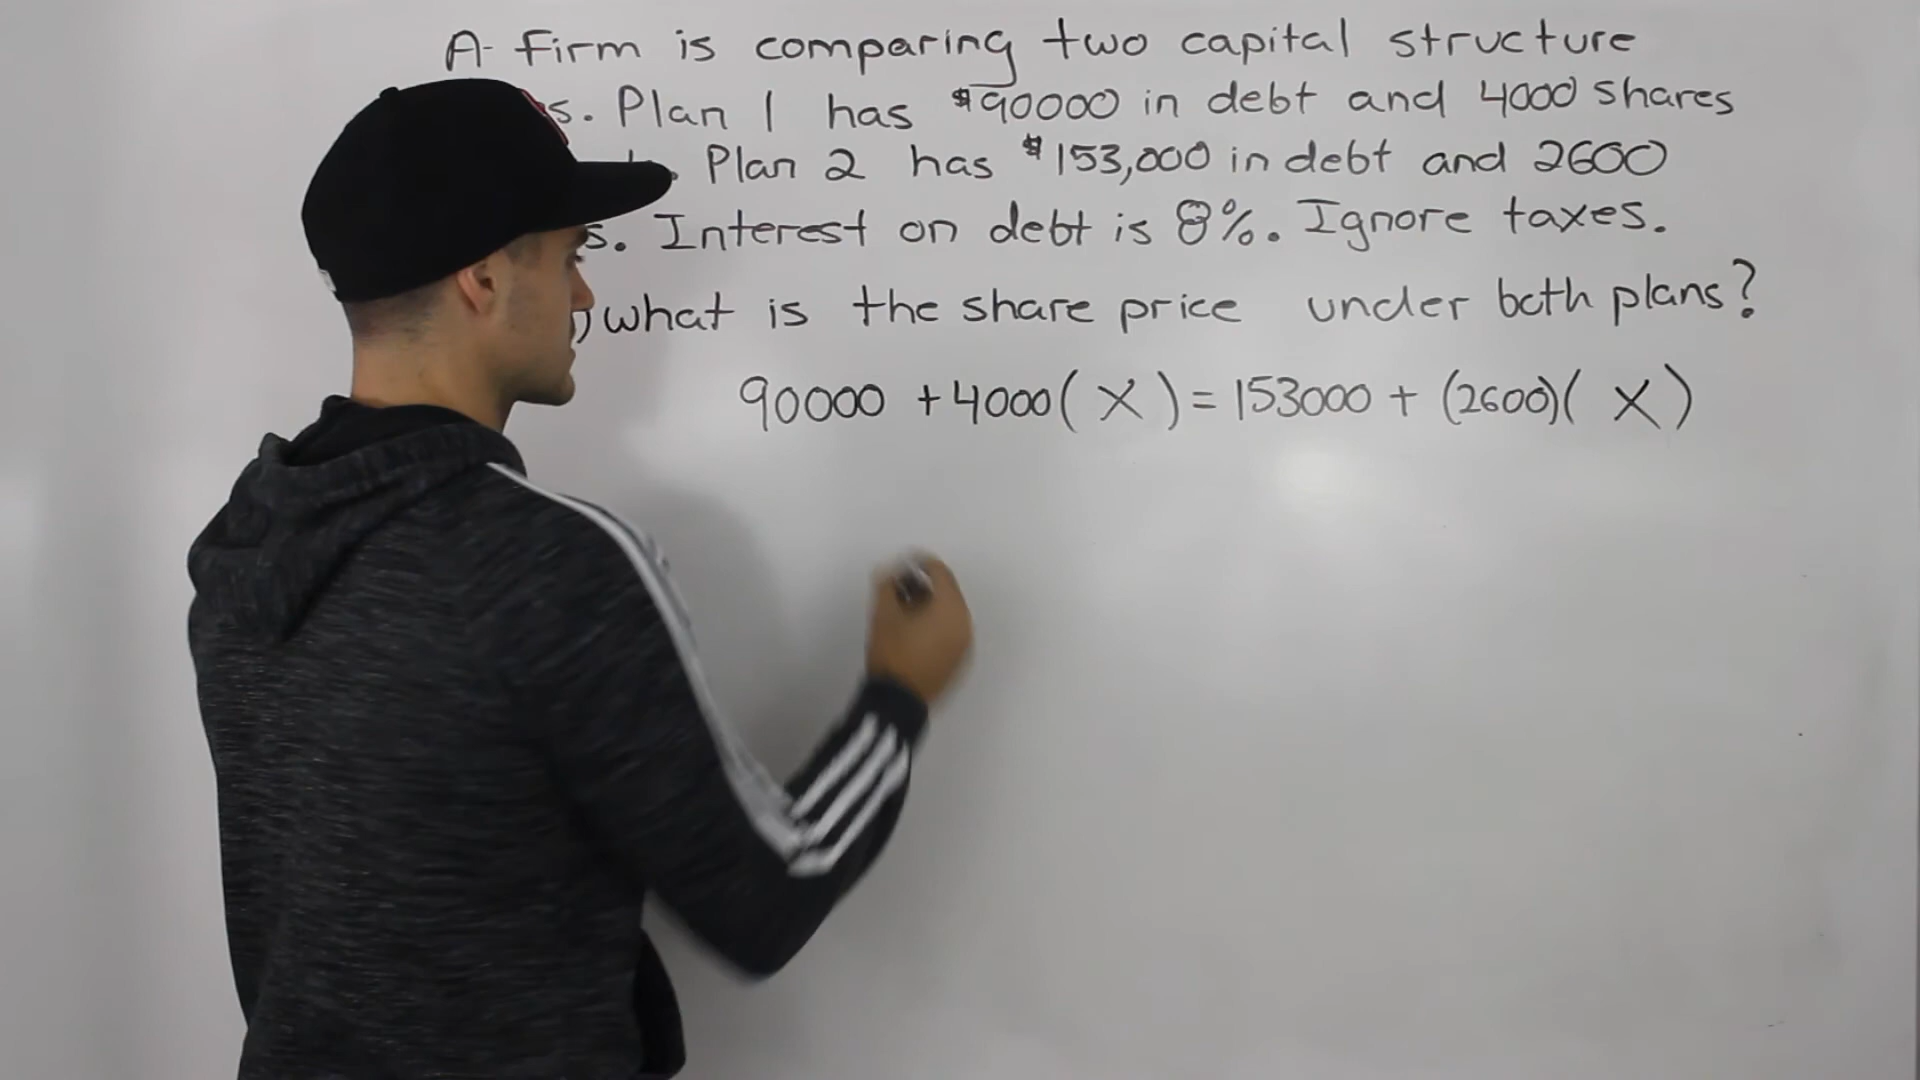 A firm is comparing two capital structure
s. Plan 1 has $90000 in debt and 4000 shares
. Plan 2 has $153,000 in debt and 2600
s. Interest on debt is 8%. Ignore taxes.
) what is the share price under both plans?
90000 + 4000( X ) = 153000 + (2600)( X )